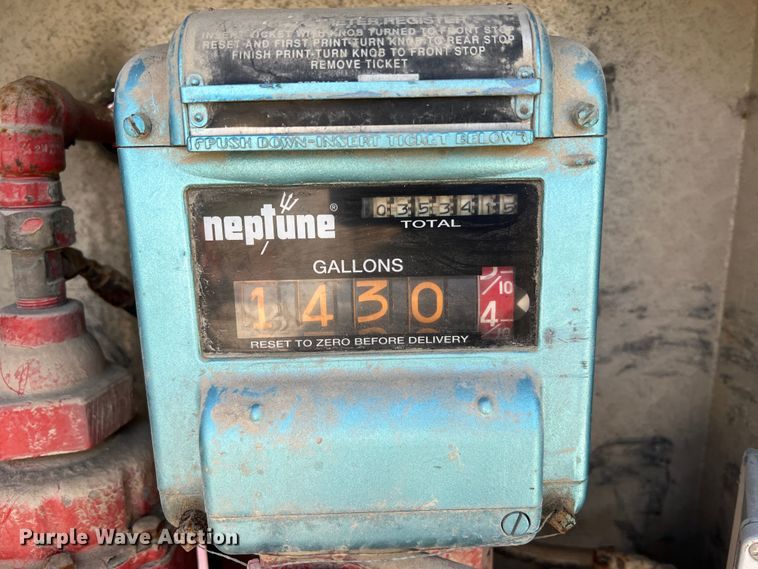 METER REGISTER
INSERT TICKET WITH KNOB TURNED TO FRONT STOP
RESET AND FIRST PRINT-TURN KNOB TO REAR STOP
FINISH PRINT-TURN KNOB TO FRONT STOP
REMOVE TICKET
PUSH DOWN-INSERT TICKET BELOW
neptune®
0353415
TOTAL
GALLONS
1430 4
/10
RESET TO ZERO BEFORE DELIVERY
Purple Wave Auction